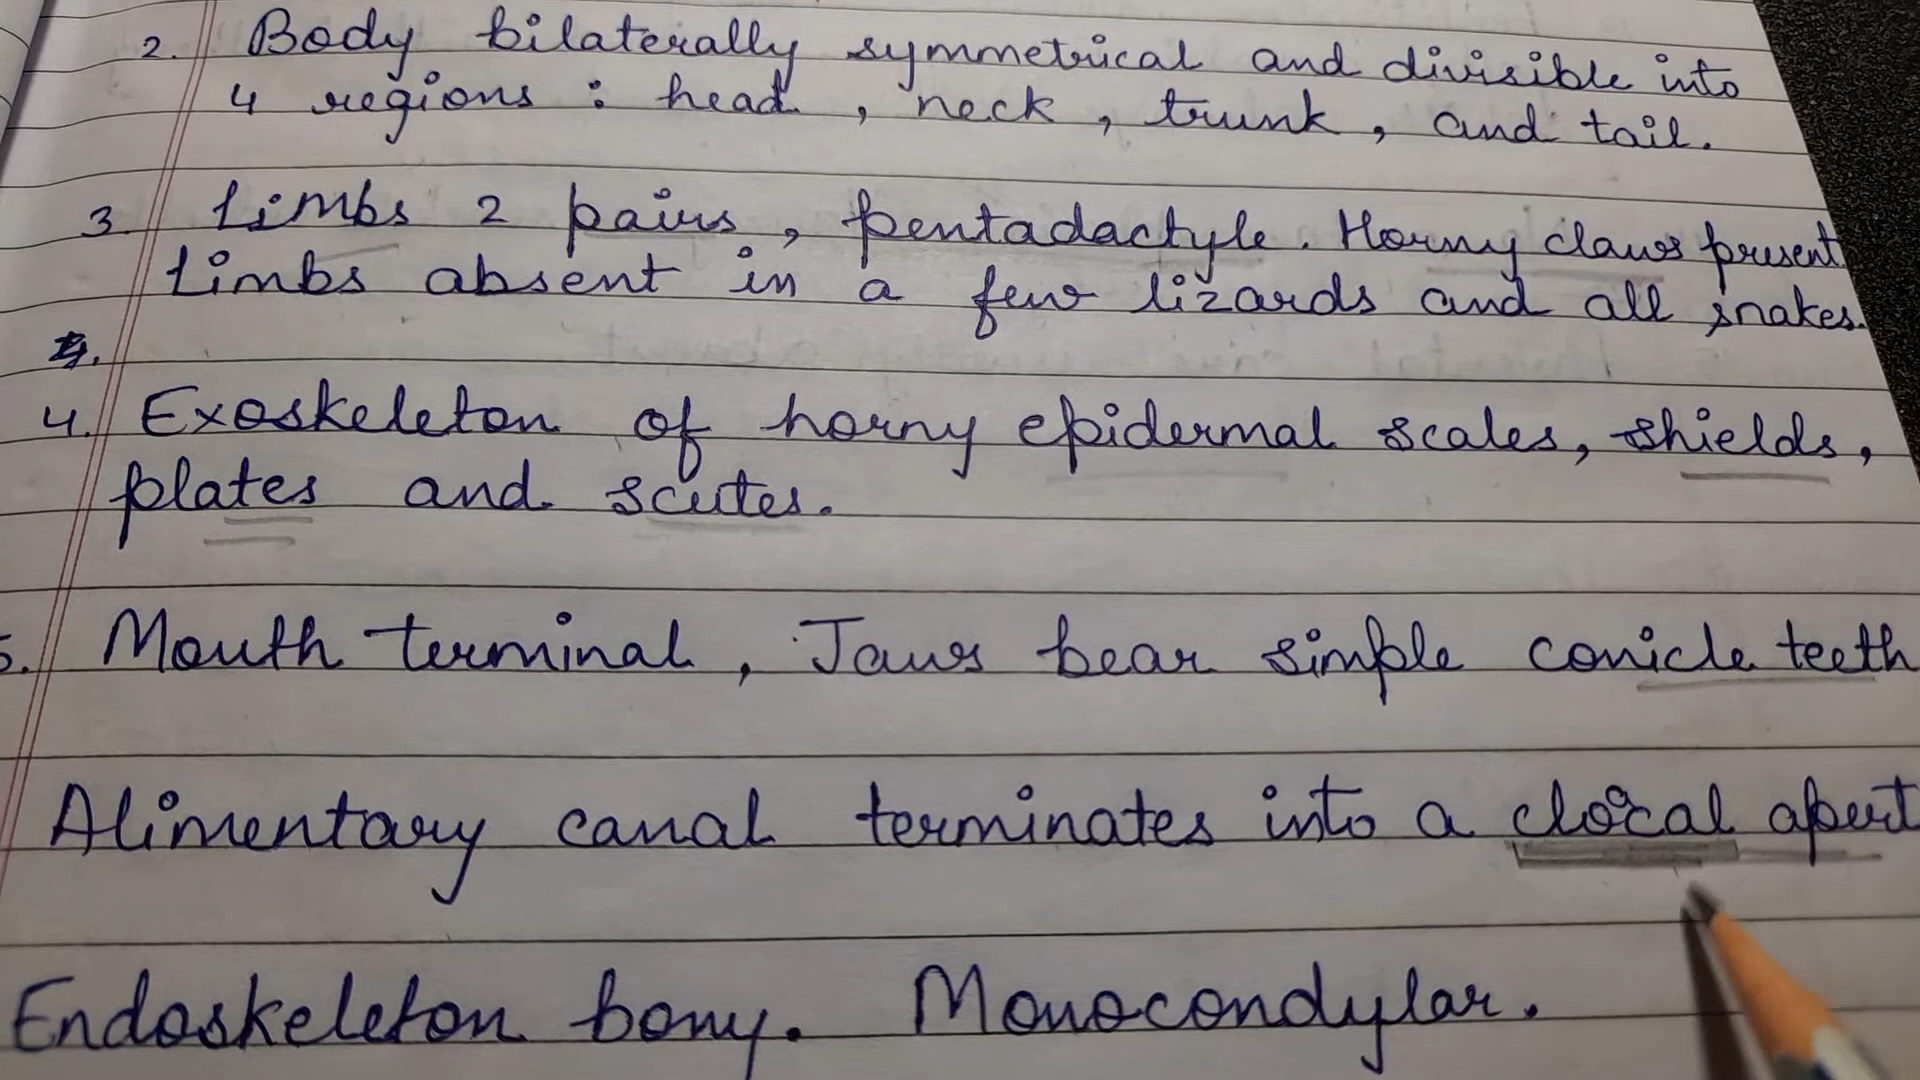 2. Body bilaterally symmetrical and divisible into
4 regions : head , neck , trunk , and tail.
3. Limbs 2 pairs , pentadactyle . Horny claws present
Limbs absent in a few lizards and all snakes.
4. Exoskeleton of horny epidermal scales, shields,
plates and scutes.
5. Mouth terminal , Jaws bear simple conicle teeth
Alimentary canal terminates into a clocal apert
Endoskeleton bony. Monocondylar.